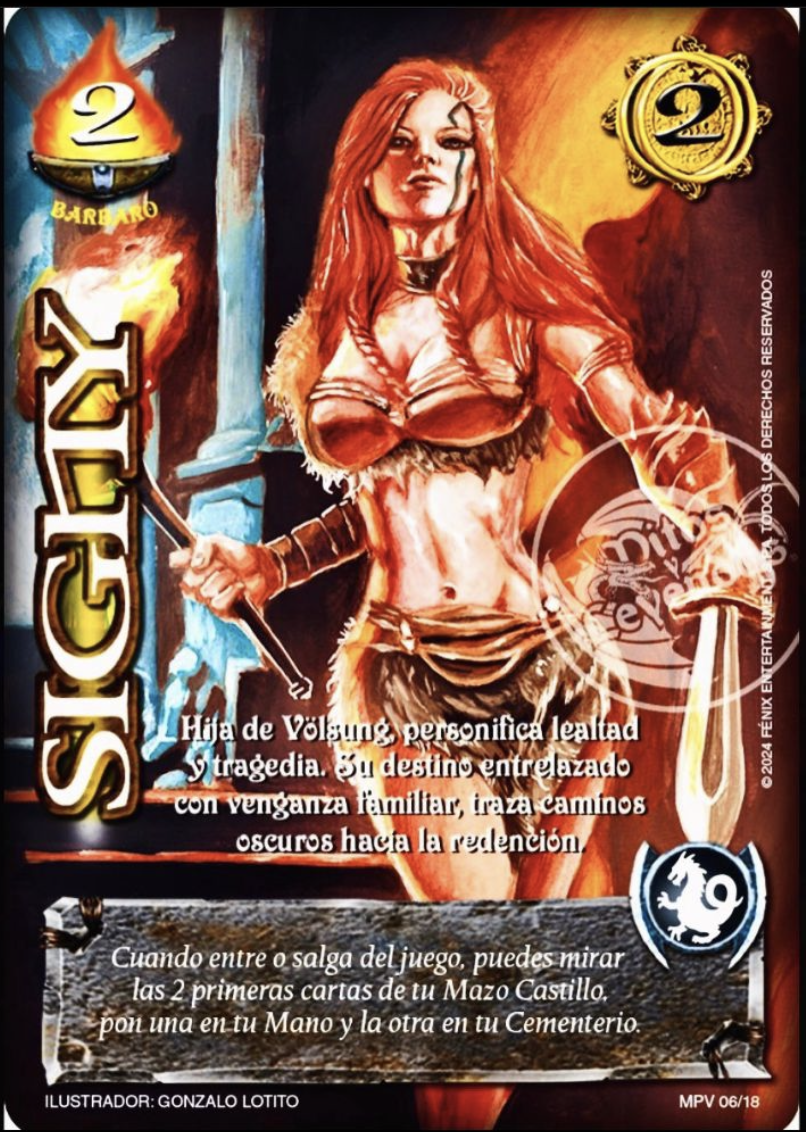 2
BÁRBARO
2
SIGNY
Hija de Völsung, personifica lealtad
y tragedia. Su destino entrelazado
con venganza familiar, traza caminos
oscuros hacia la redención.
Cuando entre o salga del juego, puedes mirar
las 2 primeras cartas de tu Mazo Castillo,
pon una en tu Mano y la otra en tu Cementerio.
ILUSTRADOR: GONZALO LOTITO
MPV 06/18
©2024 FÉNIX ENTERTAINMENT TODOS LOS DERECHOS RESERVADOS
Mitos
y
Leyendas